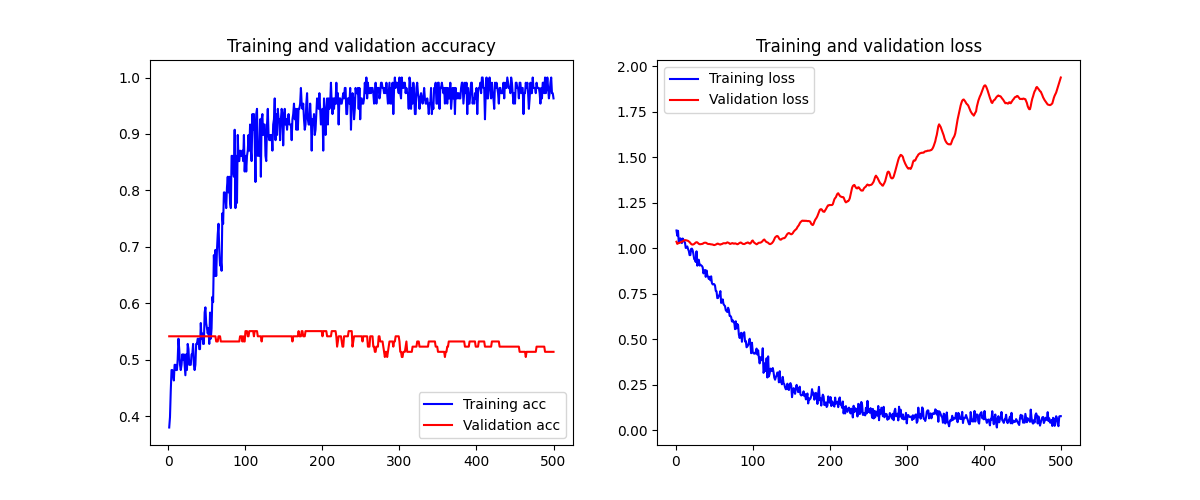 Training and validation accuracy
1.0
0.9
0.8
0.7
0.6
0.5
0.4
0 100 200 300 400 500
Training acc
Validation acc
Training and validation loss
2.00
1.75
1.50
1.25
1.00
0.75
0.50
0.25
0.00
0 100 200 300 400 500
Training loss
Validation loss